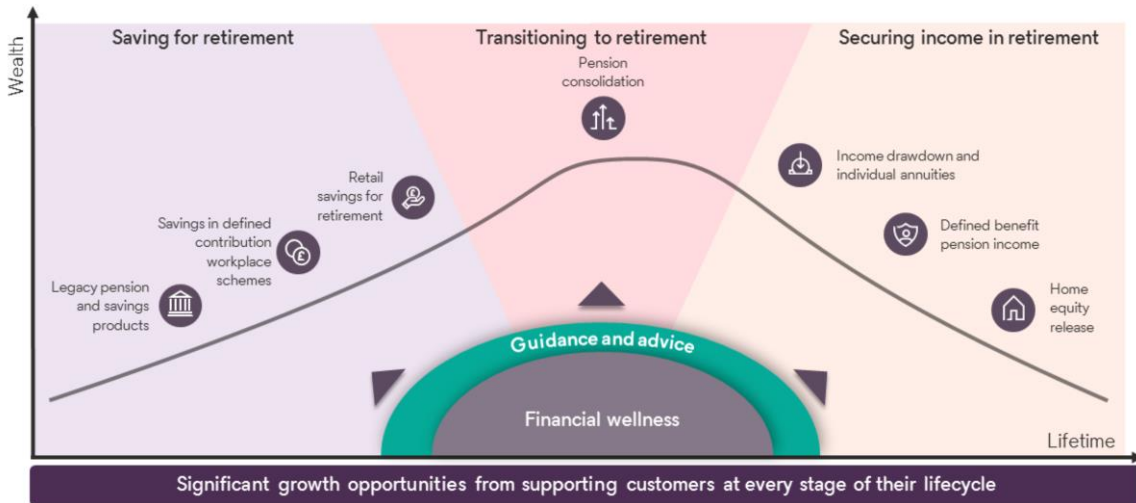 Saving for retirement
Transitioning to retirement
Securing income in retirement
Wealth
Pension
consolidation
Retail
savings for
retirement
Savings in defined
contribution
workplace
schemes
Legacy pension
and savings
products
£
£
Income drawdown and
individual annuities
Defined benefit
pension income
Home
equity
release
Guidance and advice
Financial wellness
Lifetime
Significant growth opportunities from supporting customers at every stage of their lifecycle